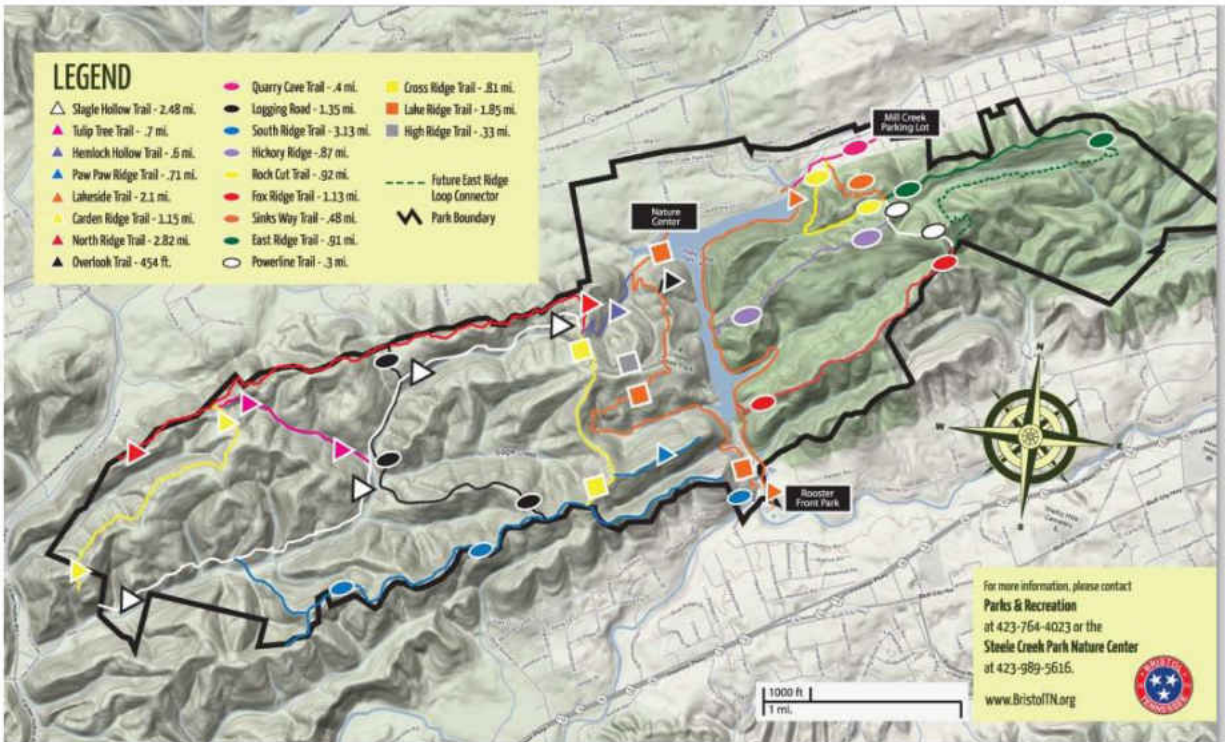 LEGEND
Slagle Hollow Trail - 2.48 mi.
Tulip Tree Trail - .7 mi.
Hemlock Hollow Trail - .6 mi.
Paw Paw Ridge Trail - .71 mi.
Lakeside Trail - 2.1 mi.
Carden Ridge Trail - 1.15 mi.
North Ridge Trail - 2.82 mi.
Overlook Trail - 454 ft.
Quarry Cave Trail - .4 mi.
Logging Road - 1.35 mi.
South Ridge Trail - 3.13 mi.
Hickory Ridge - .87 mi.
Rock Cut Trail - .92 mi.
Fox Ridge Trail - 1.13 mi.
Sinks Way Trail - .48 mi.
East Ridge Trail - .91 mi.
Powerline Trail - .3 mi.
Cross Ridge Trail - .81 mi.
Lake Ridge Trail - 1.85 mi.
High Ridge Trail - .33 mi.
Future East Ridge
Loop Connector
Park Boundary
Mill Creek
Parking Lot
Nature
Center
Rooster
Front Park
N
W
E
S
1000 ft
1 mi.
For more information, please contact
Parks & Recreation
at 423-764-4023 or the
Steele Creek Park Nature Center
at 423-989-5616.
www.BristolTN.org
BRISTOL
TENNESSEE